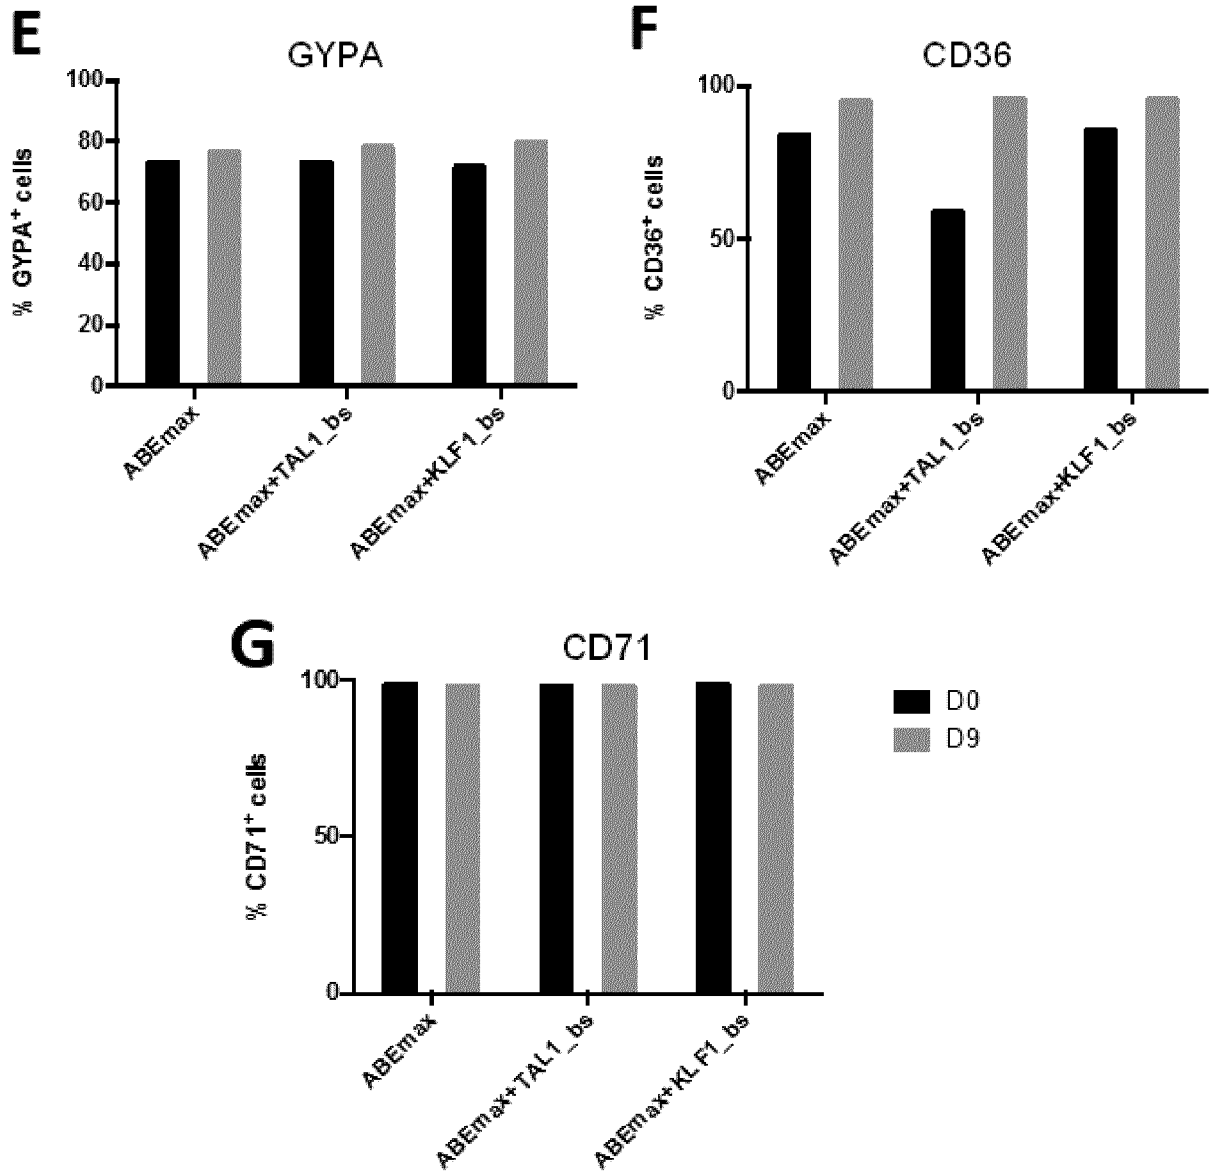 E
GYPA
% GYPA+ cells
100
80
60
40
20
0
ABEmax
ABEmax+TAL1_bs
ABEmax+KLF1_bs
F
CD36
% CD36+ cells
100
50
0
ABEmax
ABEmax+TAL1_bs
ABEmax+KLF1_bs
G
CD71
% CD71+ cells
100
50
0
ABEmax
ABEmax+TAL1_bs
ABEmax+KLF1_bs
D0
D9